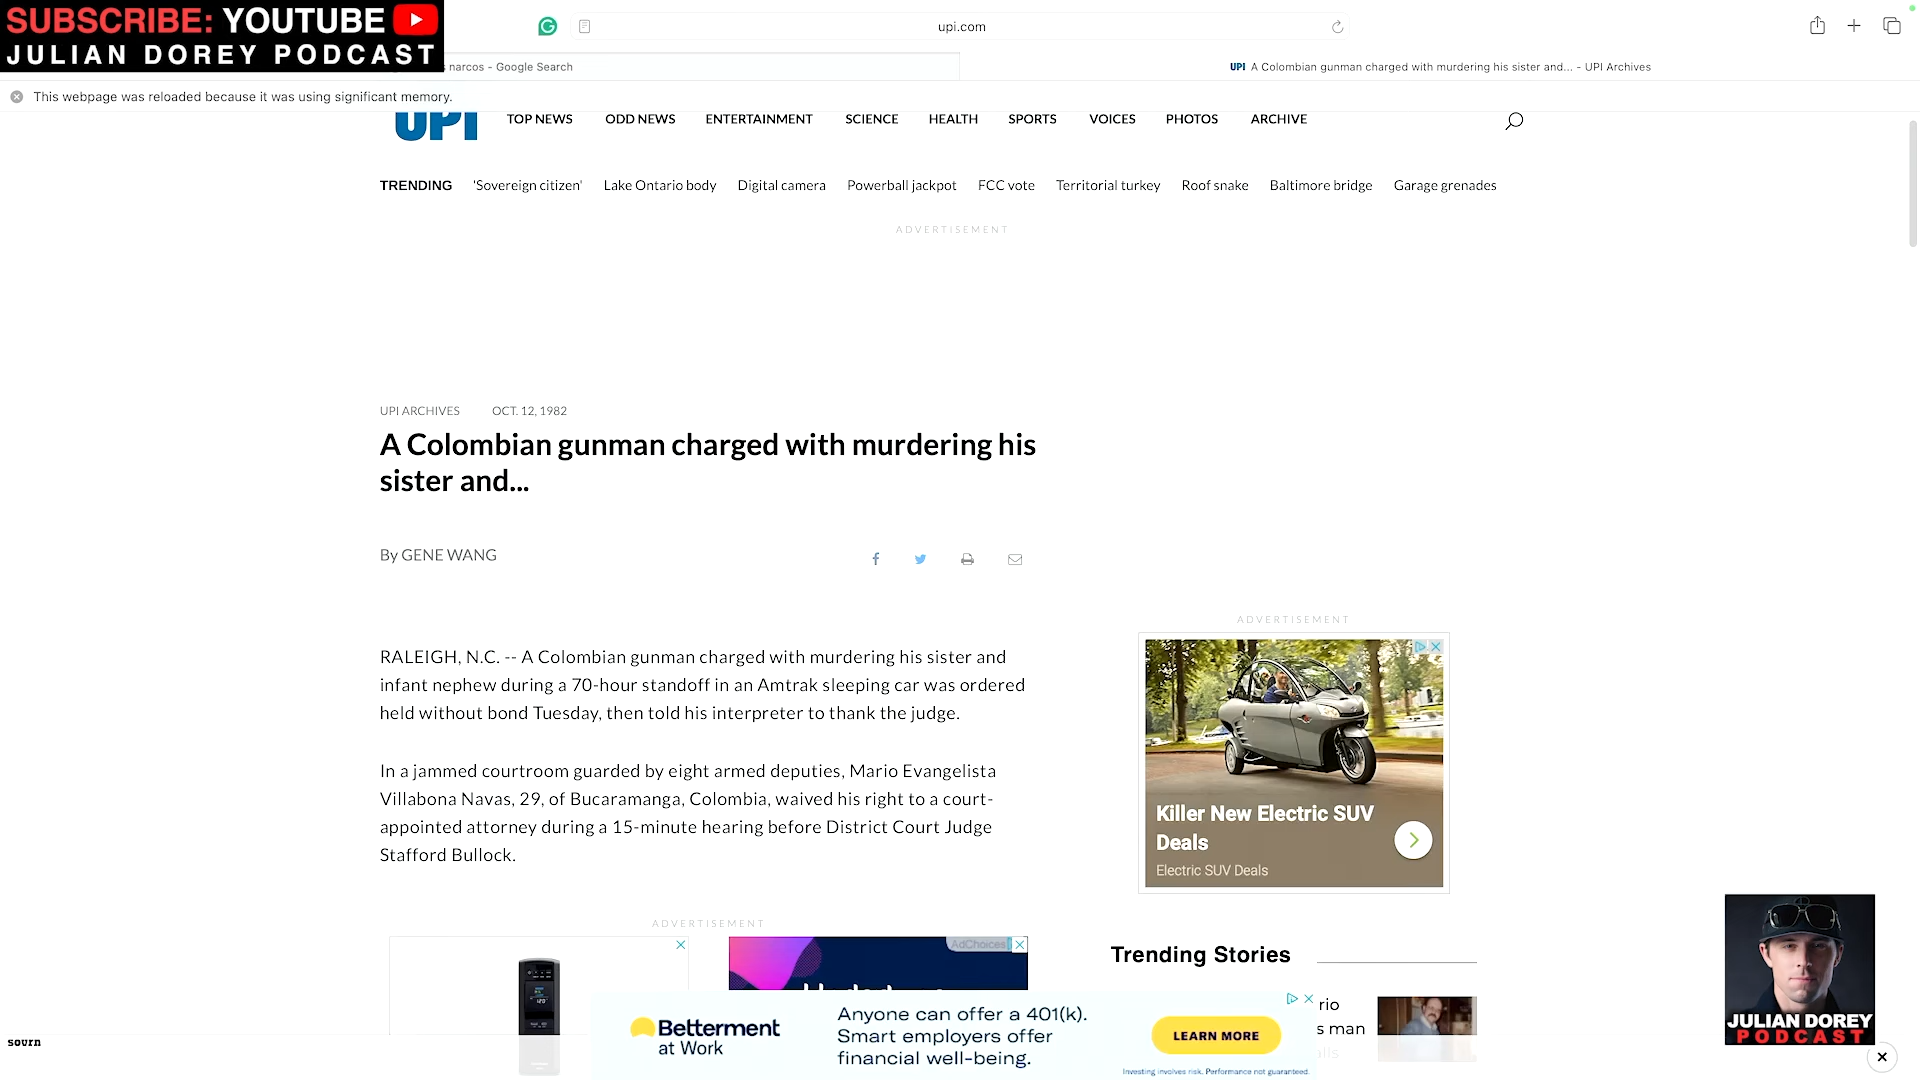 SUBSCRIBE: YOUTUBE
JULIAN DOREY PODCAST
upi.com
narcos - Google Search
UPI A Colombian gunman charged with murdering his sister and... - UPI Archives
This webpage was reloaded because it was using significant memory.
UPI TOP NEWS ODD NEWS ENTERTAINMENT SCIENCE HEALTH SPORTS VOICES PHOTOS ARCHIVE
TRENDING 'Sovereign citizen' Lake Ontario body Digital camera Powerball jackpot FCC vote Territorial turkey Roof snake Baltimore bridge Garage grenades
ADVERTISEMENT
UPI ARCHIVES OCT. 12, 1982
A Colombian gunman charged with murdering his
sister and...
By GENE WANG
RALEIGH, N.C. -- A Colombian gunman charged with murdering his sister and
infant nephew during a 70-hour standoff in an Amtrak sleeping car was ordered
held without bond Tuesday, then told his interpreter to thank the judge.
In a jammed courtroom guarded by eight armed deputies, Mario Evangelista
Villabona Navas, 29, of Bucaramanga, Colombia, waived his right to a court-
appointed attorney during a 15-minute hearing before District Court Judge
Stafford Bullock.
ADVERTISEMENT
Killer New Electric SUV
Deals
Electric SUV Deals
ADVERTISEMENT
AdChoices
Trending Stories
rio
s man
Betterment
at Work
Anyone can offer a 401(k).
Smart employers offer
financial well-being.
LEARN MORE
Investing involves risk. Performance not guaranteed.
JULIAN DOREY
PODCAST
sourn